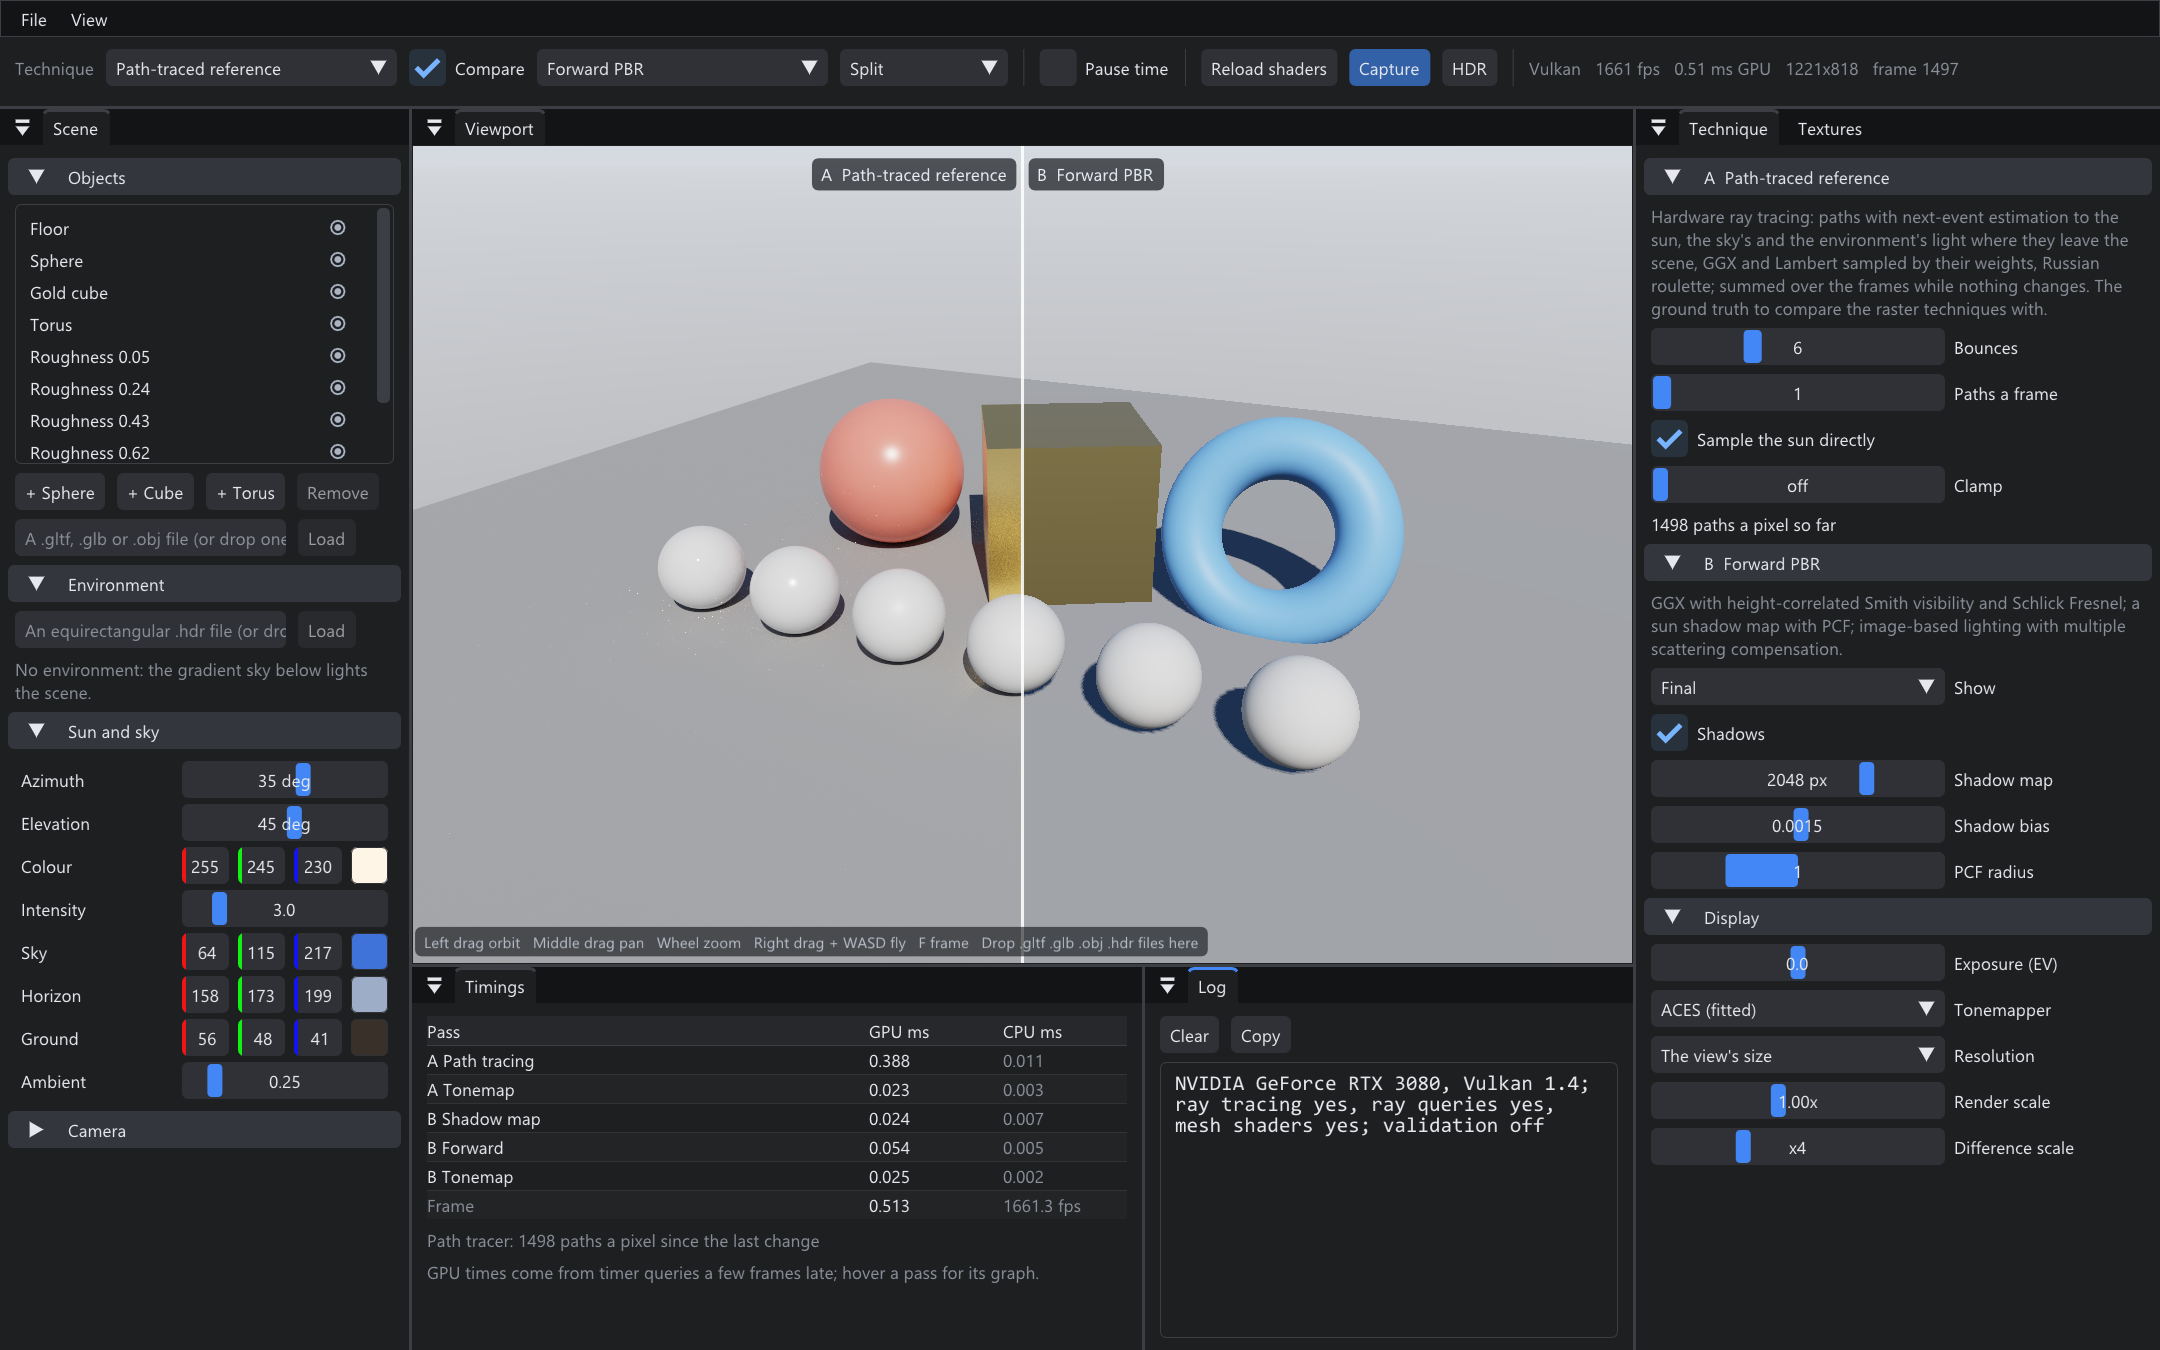 File View
Technique Path-traced reference Compare Forward PBR Split Pause time Reload shaders Capture HDR Vulkan 1661 fps 0.51 ms GPU 1221x818 frame 1497
Scene
Objects
Floor
Sphere
Gold cube
Torus
Roughness 0.05
Roughness 0.24
Roughness 0.43
Roughness 0.62
+ Sphere + Cube + Torus Remove
A .gltf, .glb or .obj file (or drop one Load
Environment
An equirectangular .hdr file (or dro Load
No environment: the gradient sky below lights
the scene.
Sun and sky
Azimuth 35 deg
Elevation 45 deg
Colour 255 245 230
Intensity 3.0
Sky 64 115 217
Horizon 158 173 199
Ground 56 48 41
Ambient 0.25
Camera
Viewport
A Path-traced reference B Forward PBR
Left drag orbit Middle drag pan Wheel zoom Right drag + WASD fly F frame Drop .gltf .glb .obj .hdr files here
Timings
Pass GPU ms CPU ms
A Path tracing 0.388 0.011
A Tonemap 0.023 0.003
B Shadow map 0.024 0.007
B Forward 0.054 0.005
B Tonemap 0.025 0.002
Frame 0.513 1661.3 fps
Path tracer: 1498 paths a pixel since the last change
GPU times come from timer queries a few frames late; hover a pass for its graph.
Log
Clear Copy
NVIDIA GeForce RTX 3080, Vulkan 1.4;
ray tracing yes, ray queries yes,
mesh shaders yes; validation off
Technique Textures
A Path-traced reference
Hardware ray tracing: paths with next-event estimation to the
sun, the sky's and the environment's light where they leave the
scene, GGX and Lambert sampled by their weights, Russian
roulette; summed over the frames while nothing changes. The
ground truth to compare the raster techniques with.
6 Bounces
1 Paths a frame
Sample the sun directly
off Clamp
1498 paths a pixel so far
B Forward PBR
GGX with height-correlated Smith visibility and Schlick Fresnel; a
sun shadow map with PCF; image-based lighting with multiple
scattering compensation.
Final Show
Shadows
2048 px Shadow map
0.0015 Shadow bias
1 PCF radius
Display
0.0 Exposure (EV)
ACES (fitted) Tonemapper
The view's size Resolution
1.00x Render scale
x4 Difference scale